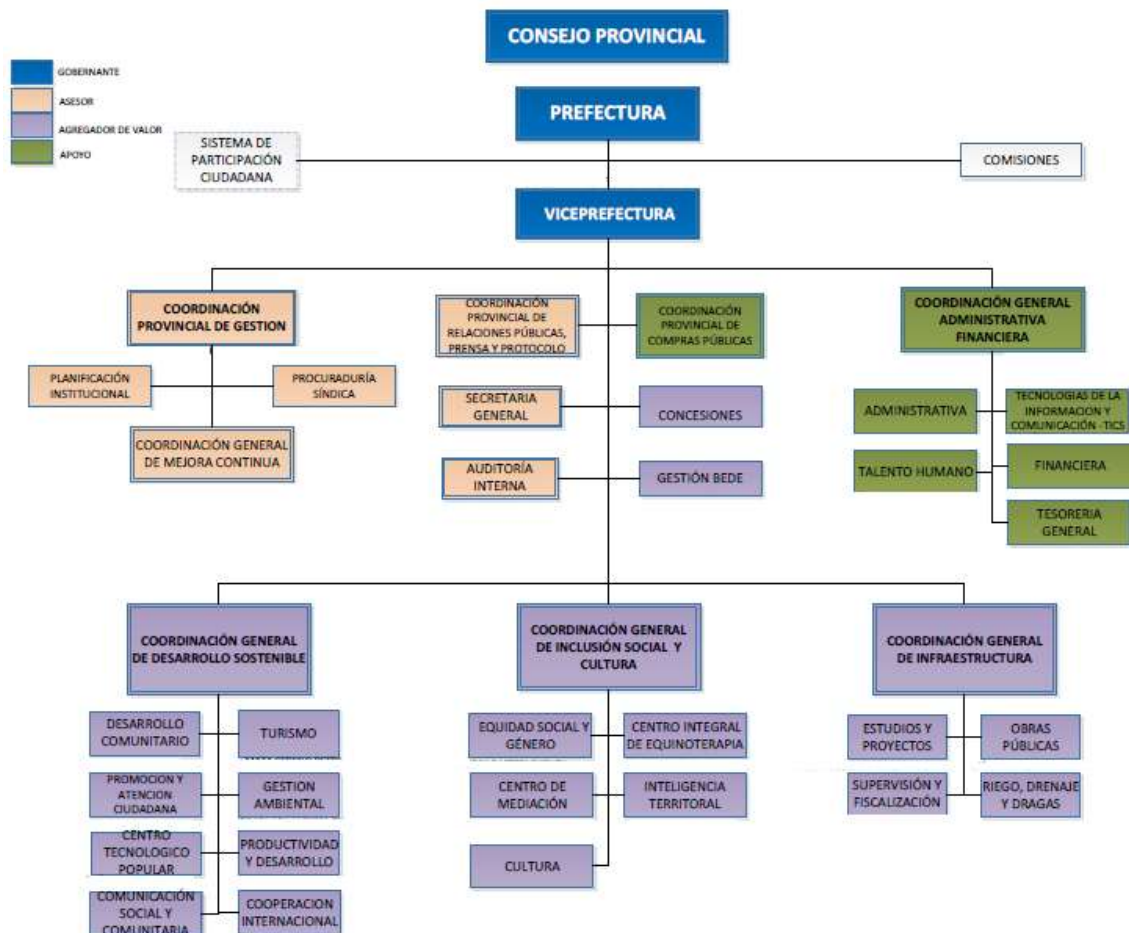 CONSEJO PROVINCIAL
GOBERNANTE
ASESOR
AGREGADOR DE VALOR
APOYO
PREFECTURA
SISTEMA DE
PARTICIPACIÓN
CIUDADANA
COMISIONES
VICEPREFECTURA
COORDINACIÓN
PROVINCIAL DE GESTION
PLANIFICACIÓN
INSTITUCIONAL
PROCURADURÍA
SÍNDICA
COORDINACIÓN GENERAL
DE MEJORA CONTINUA
COORDINACIÓN
PROVINCIAL DE
RELACIONES PÚBLICAS,
PRENSA Y PROTOCOLO
COORDINACIÓN
PROVINCIAL DE
COMPRAS PÚBLICAS
SECRETARIA
GENERAL
CONCESIONES
AUDITORÍA
INTERNA
GESTIÓN BEDE
COORDINACIÓN GENERAL
ADMINISTRATIVA
FINANCIERA
ADMINISTRATIVA
TECNOLOGIAS DE LA
INFORMACION Y
COMUNICACIÓN -TICS
TALENTO HUMANO
FINANCIERA
TESORERIA
GENERAL
COORDINACIÓN GENERAL
DE DESARROLLO SOSTENIBLE
DESARROLLO
COMUNITARIO
TURISMO
PROMOCION Y
ATENCION
CIUDADANA
GESTION
AMBIENTAL
CENTRO
TECNOLOGICO
POPULAR
PRODUCTIVIDAD
Y DESARROLLO
COMUNICACIÓN
SOCIAL Y
COMUNITARIA
COOPERACION
INTERNACIONAL
COORDINACIÓN GENERAL
DE INCLUSIÓN SOCIAL Y
CULTURA
EQUIDAD SOCIAL Y
GÉNERO
CENTRO INTEGRAL
DE EQUINOTERAPIA
CENTRO DE
MEDIACIÓN
INTELIGENCIA
TERRITORAL
CULTURA
COORDINACIÓN GENERAL
DE INFRAESTRUCTURA
ESTUDIOS Y
PROYECTOS
OBRAS
PÚBLICAS
SUPERVISIÓN Y
FISCALIZACIÓN
RIEGO, DRENAJE
Y DRAGAS